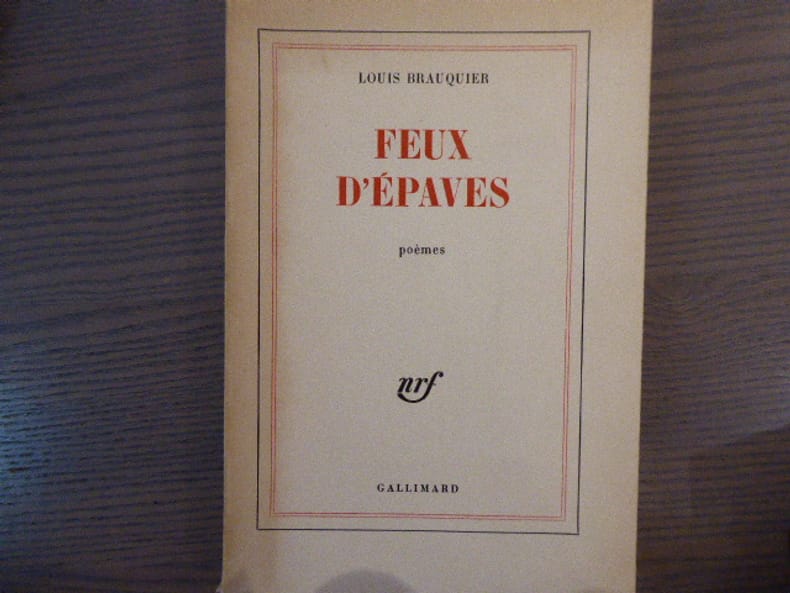 LOUIS BRAUQUIER
FEUX
D'ÉPAVES
poèmes
nrf
GALLIMARD